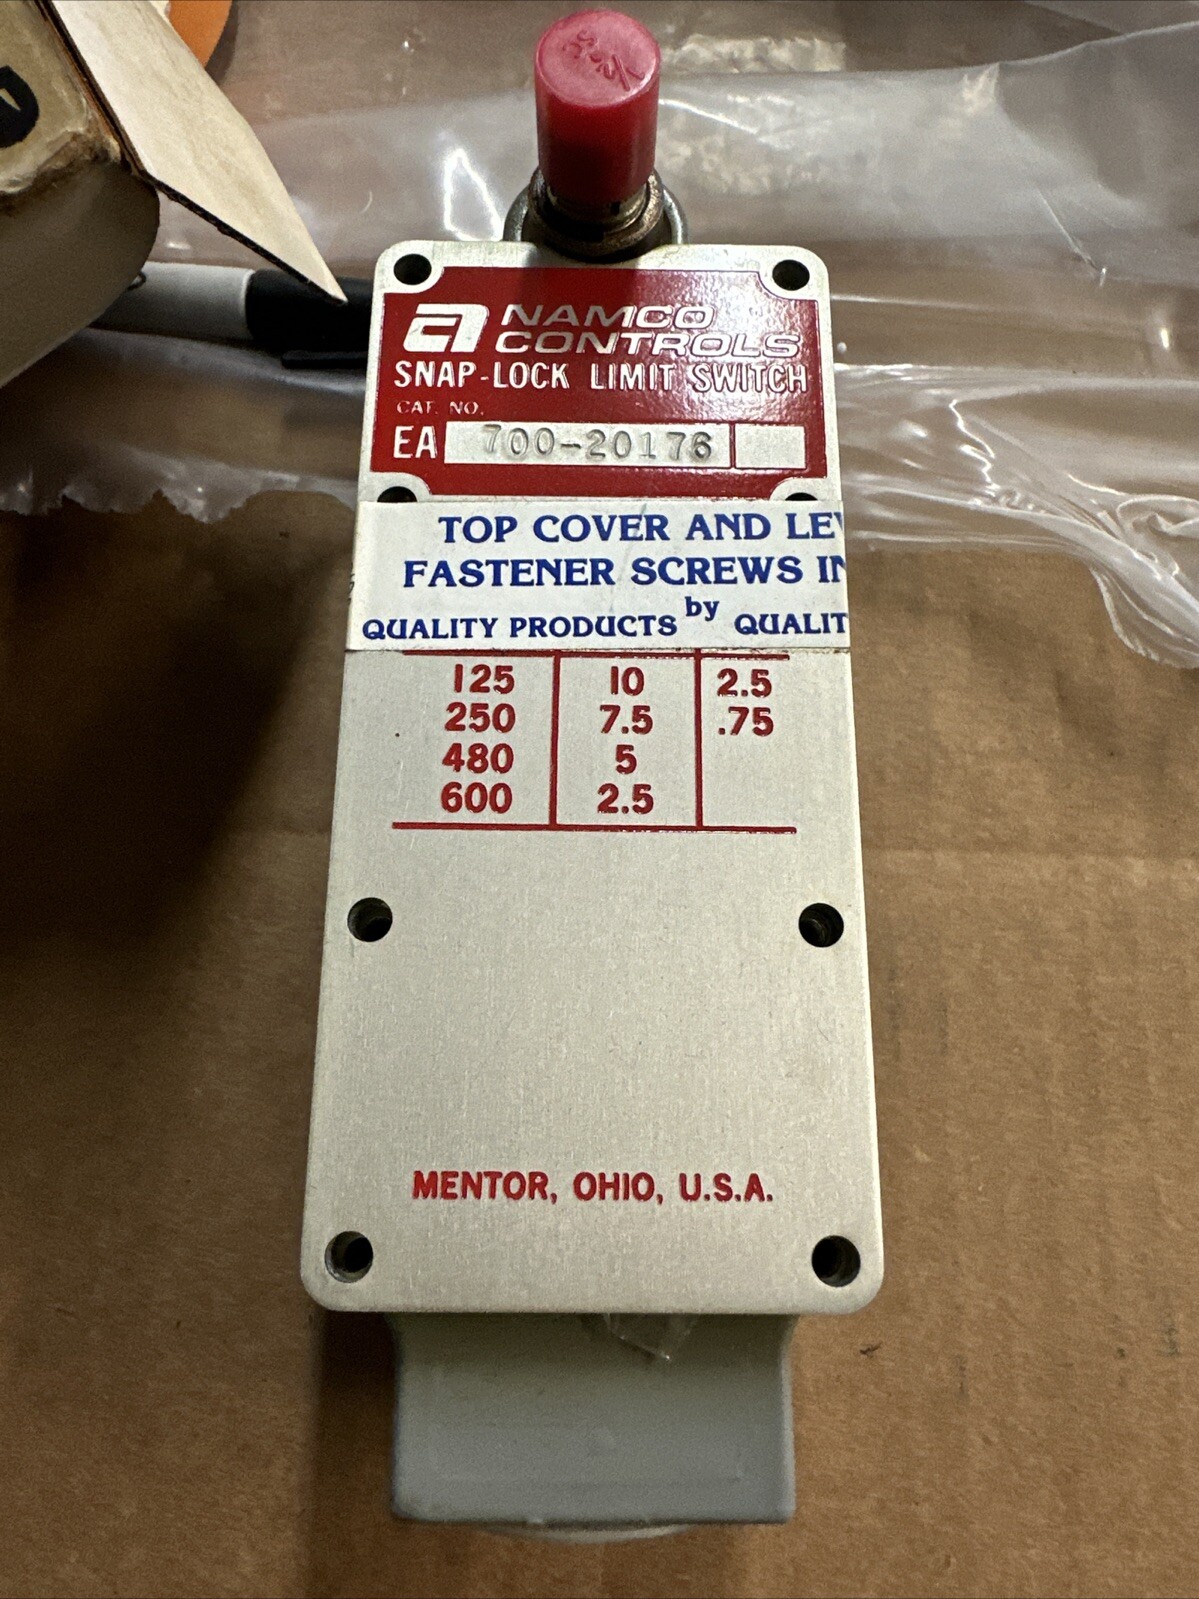 NAMCO
CONTROLS
SNAP-LOCK LIMIT SWITCH
CAT. NO.
EA 700-20176
TOP COVER AND LEV
FASTENER SCREWS IN
by
QUALITY PRODUCTS QUALIT
125 10 2.5
250 7.5 .75
480 5
600 2.5
MENTOR, OHIO, U.S.A.